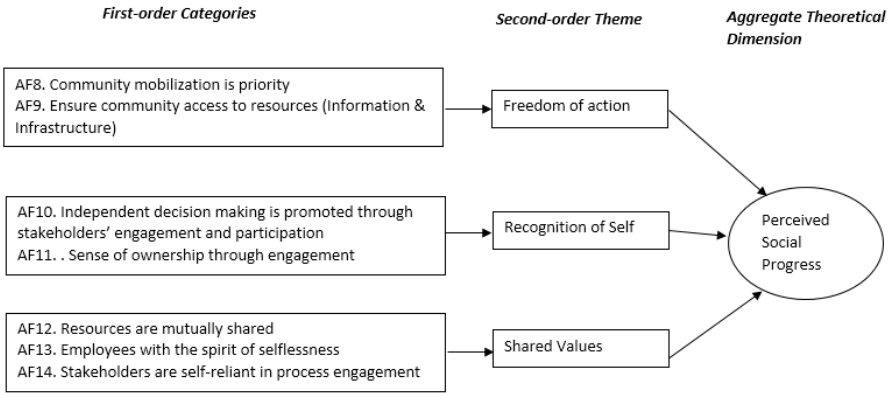 First-order Categories
Second-order Theme
Aggregate Theoretical
Dimension
AF8. Community mobilization is priority
AF9. Ensure community access to resources (Information &
Infrastructure)
Freedom of action
AF10. Independent decision making is promoted through
stakeholders’ engagement and participation
AF11. . Sense of ownership through engagement
Recognition of Self
Perceived
Social
Progress
AF12. Resources are mutually shared
AF13. Employees with the spirit of selflessness
AF14. Stakeholders are self-reliant in process engagement
Shared Values